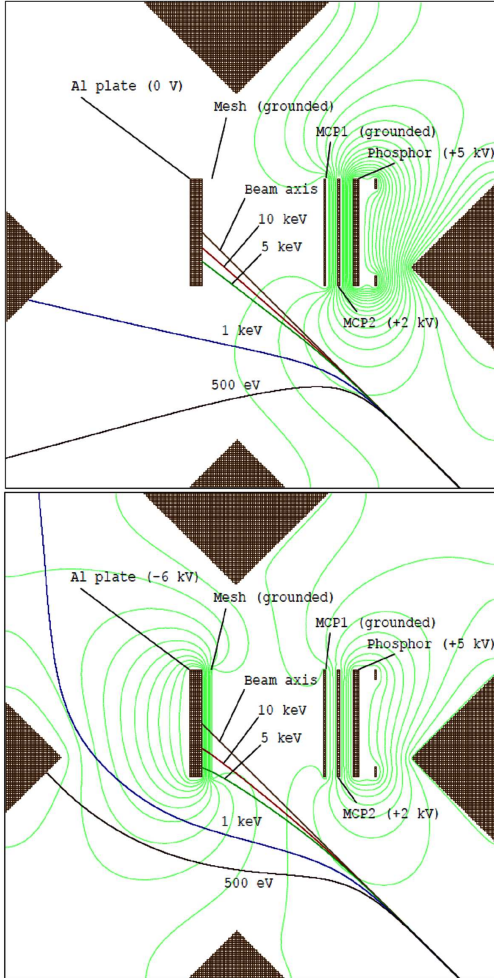 Al plate (0 V)
Mesh (grounded)
MCP1 (grounded)
Phosphor (+5 kV)
Beam axis
10 keV
5 keV
MCP2 (+2 kV)
1 keV
500 eV
Al plate (-6 kV)
Mesh (grounded)
MCP1 (grounded)
Phosphor (+5 kV)
Beam axis
10 keV
5 keV
MCP2 (+2 kV)
1 keV
500 eV